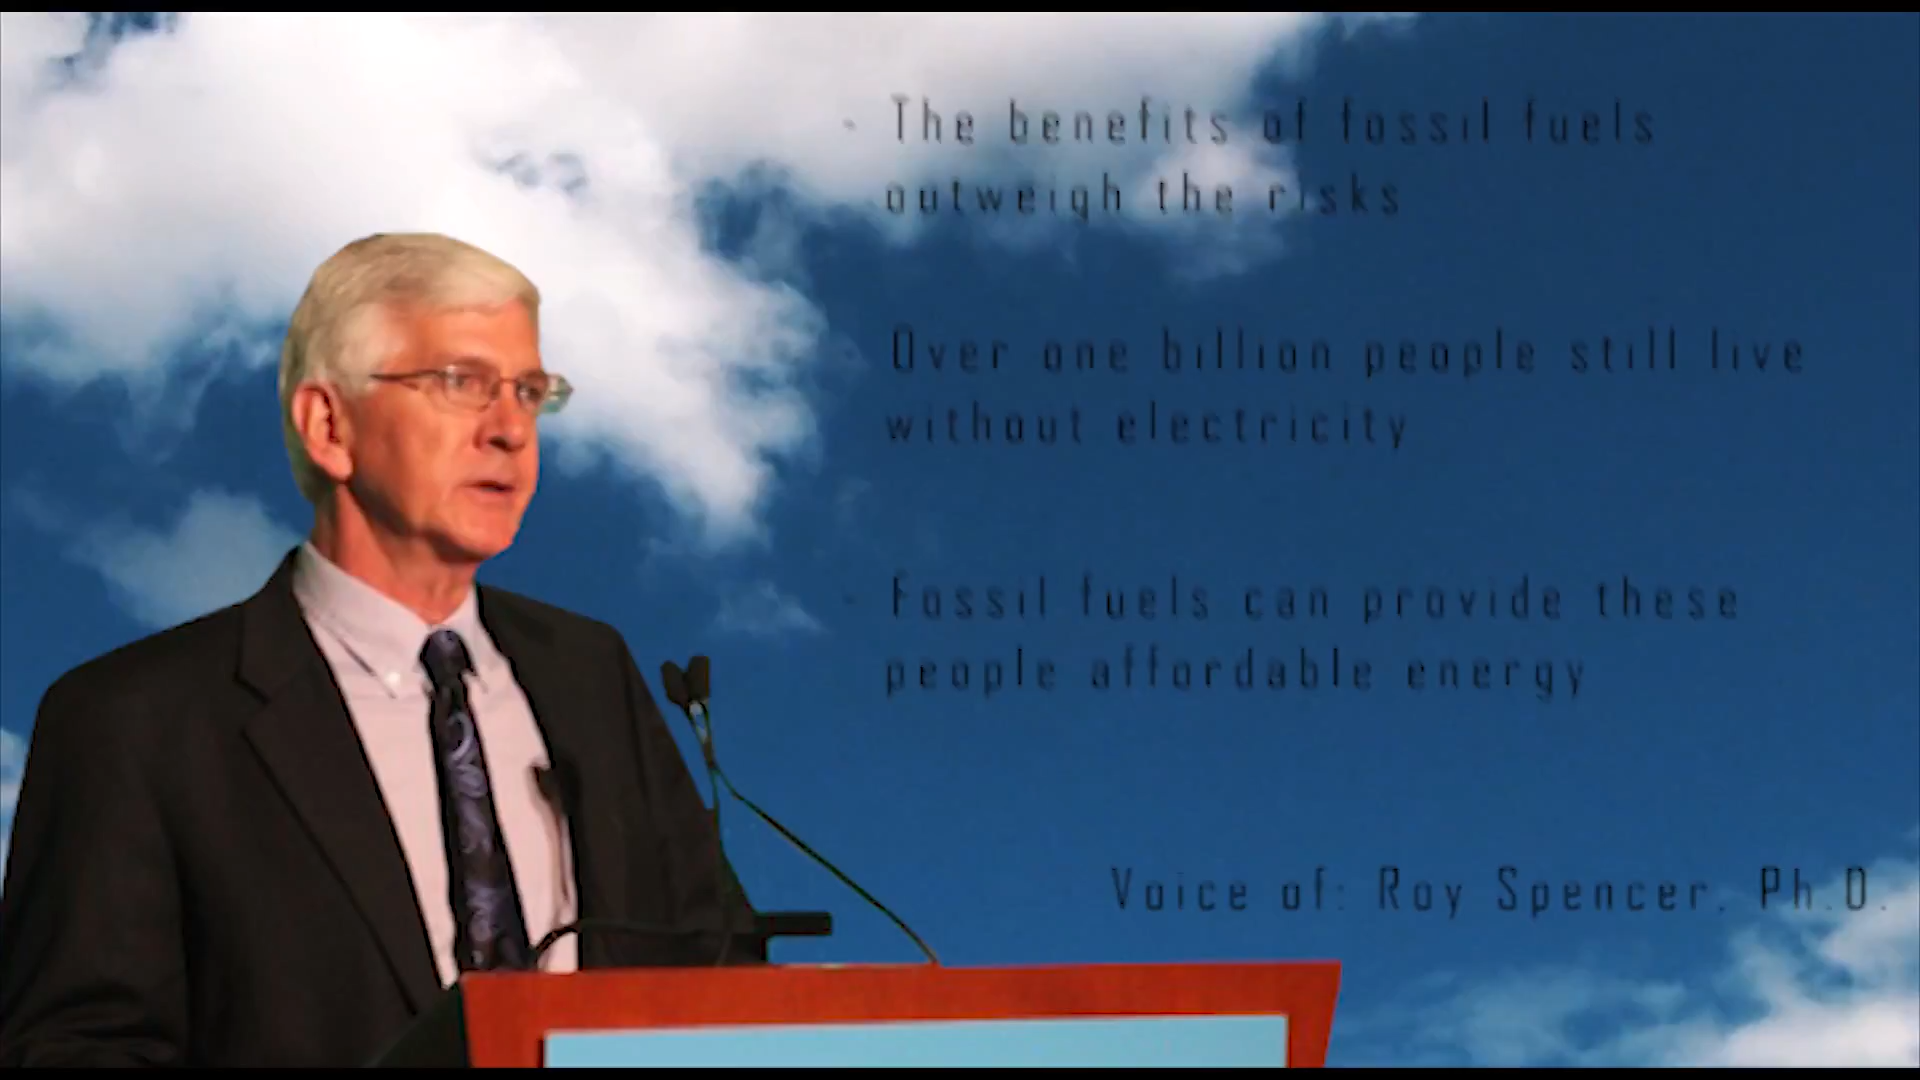 - The benefits of fossil fuels
outweigh the risks
- Over one billion people still live
without electricity
- Fossil fuels can provide these
people affordable energy
Voice of: Roy Spencer, Ph.D.